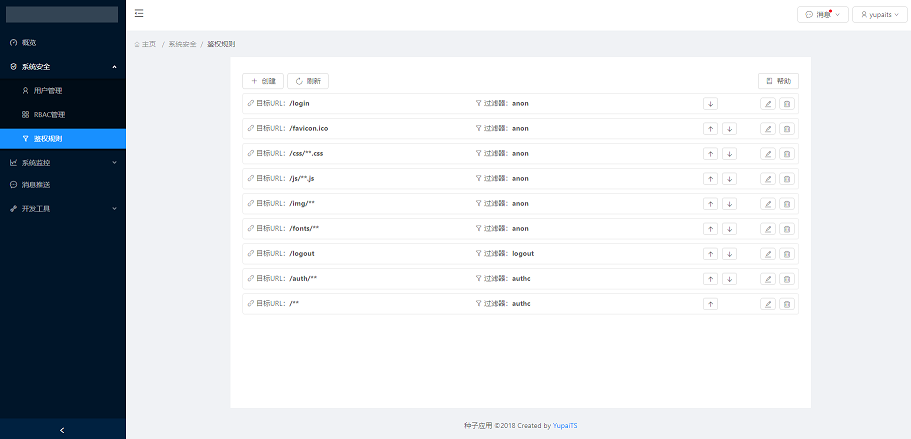 消息
yupaits
概览
系统安全
用户管理
RBAC管理
鉴权规则
系统监控
消息推送
开发工具
主页 / 系统安全 / 鉴权规则
创建 刷新 帮助
目标URL: /login 过滤器: anon
目标URL: /favicon.ico 过滤器: anon
目标URL: /css/**.css 过滤器: anon
目标URL: /js/**.js 过滤器: anon
目标URL: /img/** 过滤器: anon
目标URL: /fonts/** 过滤器: anon
目标URL: /logout 过滤器: logout
目标URL: /auth/** 过滤器: authc
目标URL: /** 过滤器: authc
种子应用 ©2018 Created by YupaiTS